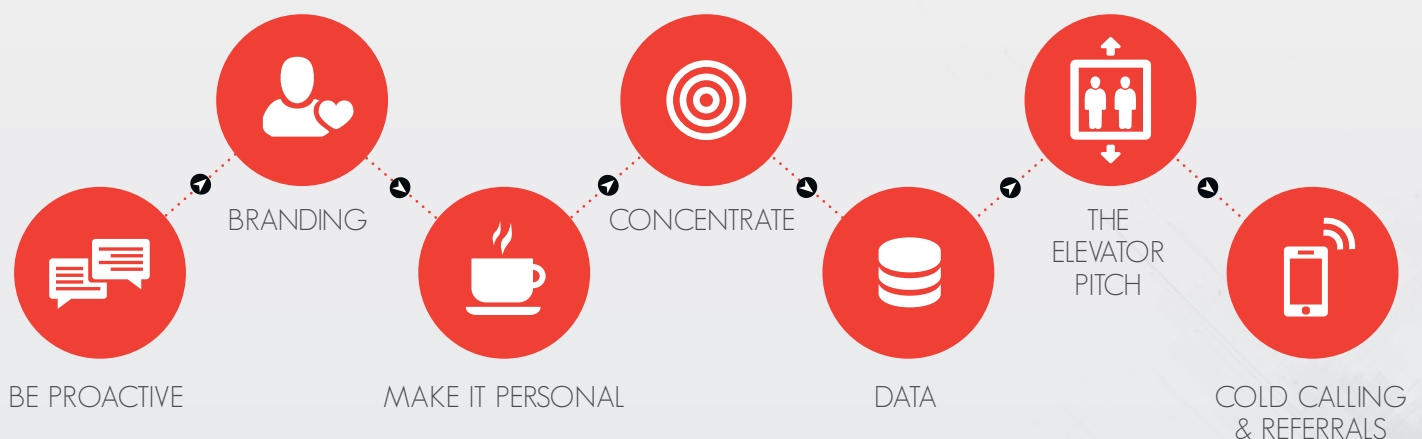 BE PROACTIVE
BRANDING
MAKE IT PERSONAL
CONCENTRATE
DATA
THE
ELEVATOR
PITCH
COLD CALLING
& REFERRALS